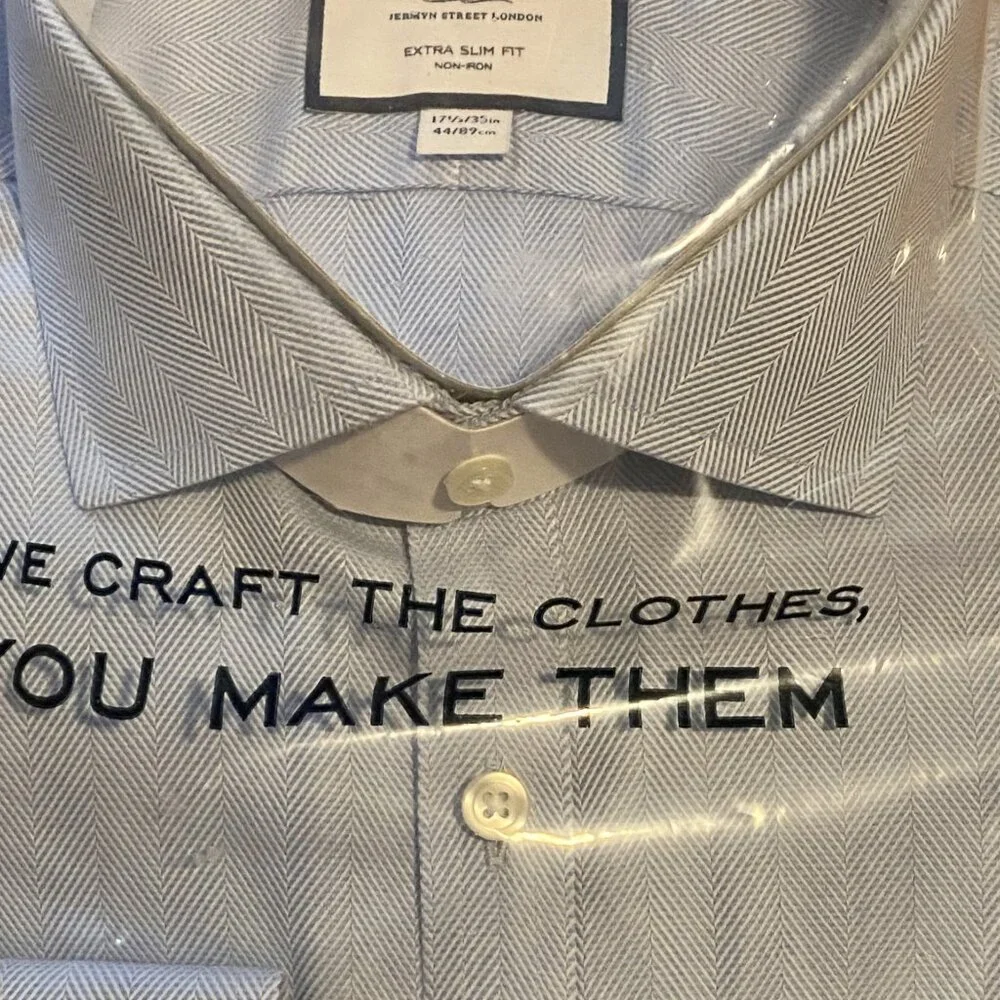 JERMYN STREET LONDON
EXTRA SLIM FIT
NON-IRON
17½/35in
44/89cm
WE CRAFT THE CLOTHES,
YOU MAKE THEM